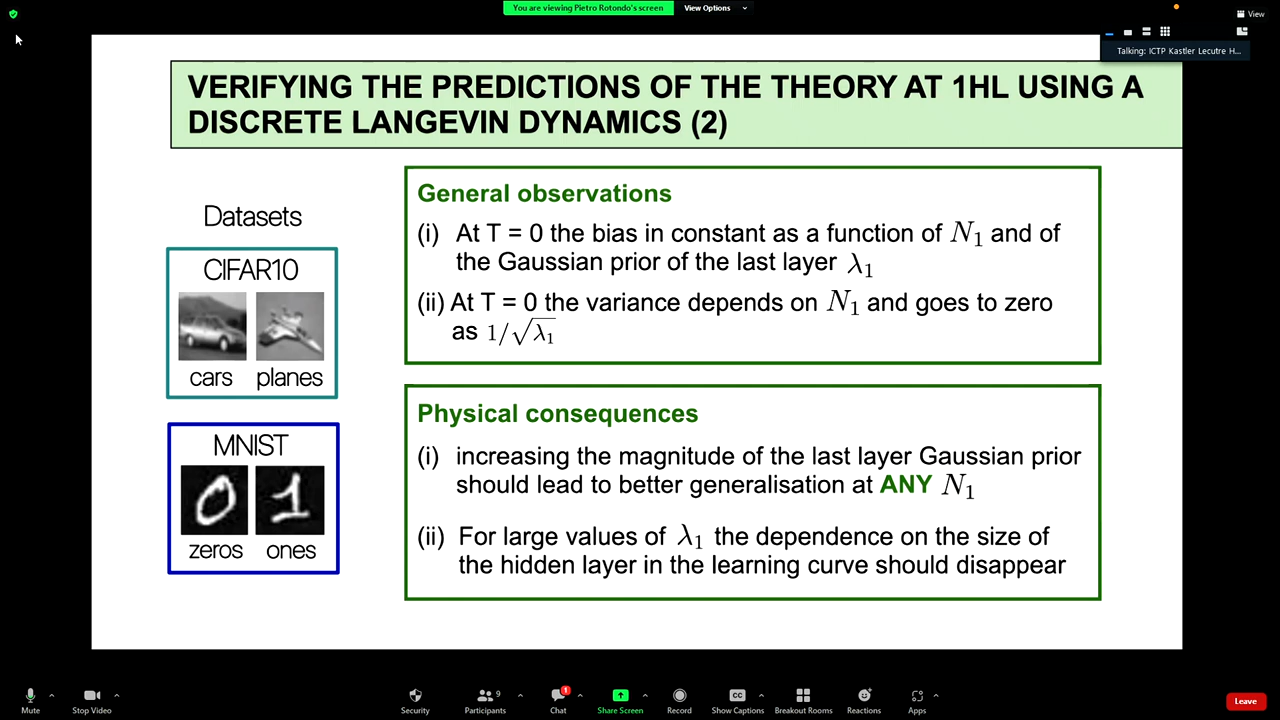 You are viewing Pietro Rotondo's screen
View Options
View
Talking: ICTP Kastler Lecutre H...
VERIFYING THE PREDICTIONS OF THE THEORY AT 1HL USING A
DISCRETE LANGEVIN DYNAMICS (2)
Datasets
CIFAR10
cars planes
MNIST
zeros ones
General observations
(i) At T = 0 the bias in constant as a function of N₁ and of
the Gaussian prior of the last layer λ₁
(ii) At T = 0 the variance depends on N₁ and goes to zero
as 1/√λ₁
Physical consequences
(i) increasing the magnitude of the last layer Gaussian prior
should lead to better generalisation at ANY N₁
(ii) For large values of λ₁ the dependence on the size of
the hidden layer in the learning curve should disappear
Mute
Stop Video
Security
Participants 9
Chat 1
Share Screen
Record
CC
Show Captions
Breakout Rooms
Reactions
Apps
Leave